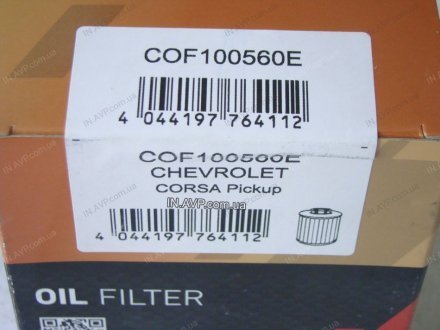 COF100560E
4 044197 764112
COF100560E
CHEVROLET
CORSA Pickup
IN.AVP.com.ua
4 044197 764112
OIL FILTER